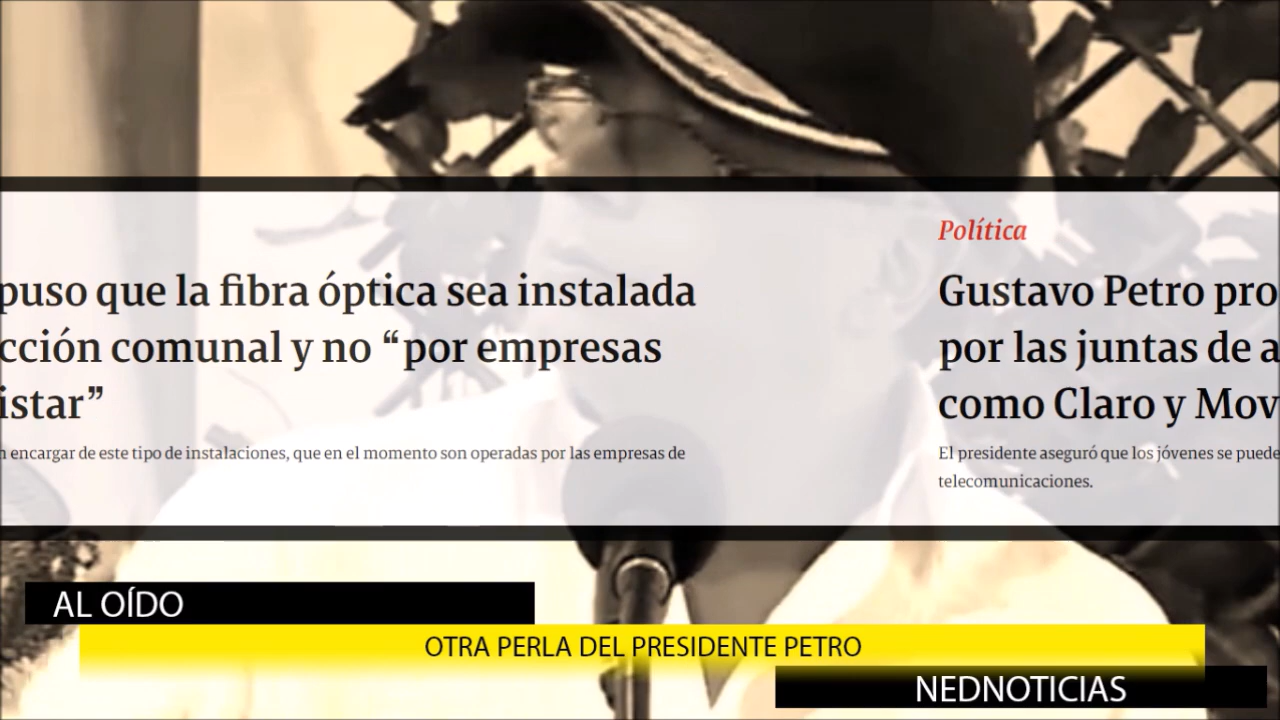 puso que la fibra óptica sea instalada
cción comunal y no “por empresas
istar”
encargar de este tipo de instalaciones, que en el momento son operadas por las empresas de
Política
Gustavo Petro pro
por las juntas de a
como Claro y Mov
El presidente aseguró que los jóvenes se puede
telecomunicaciones.
AL OÍDO
OTRA PERLA DEL PRESIDENTE PETRO
NEDNOTICIAS